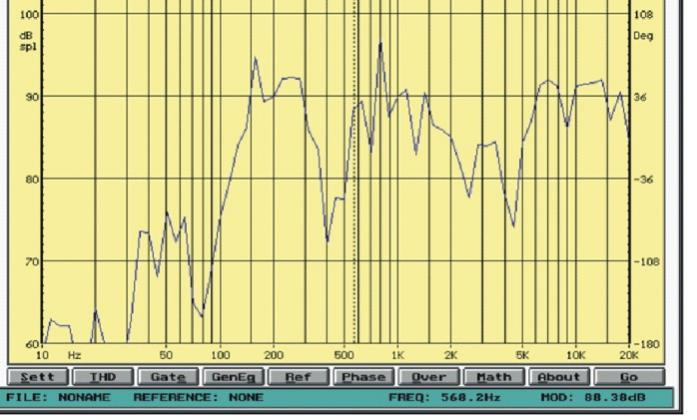 100 108
dB Deg
spl
90 36
80 -36
70 -108
60 -180
10 Hz 50 100 200 500 1K 2K 5K 10K 20K
Sett THD Gate GenEq Ref Phase Over Math About Go
FILE: NONAME REFERENCE: NONE FREQ: 568.2Hz MOD: 88.38dB